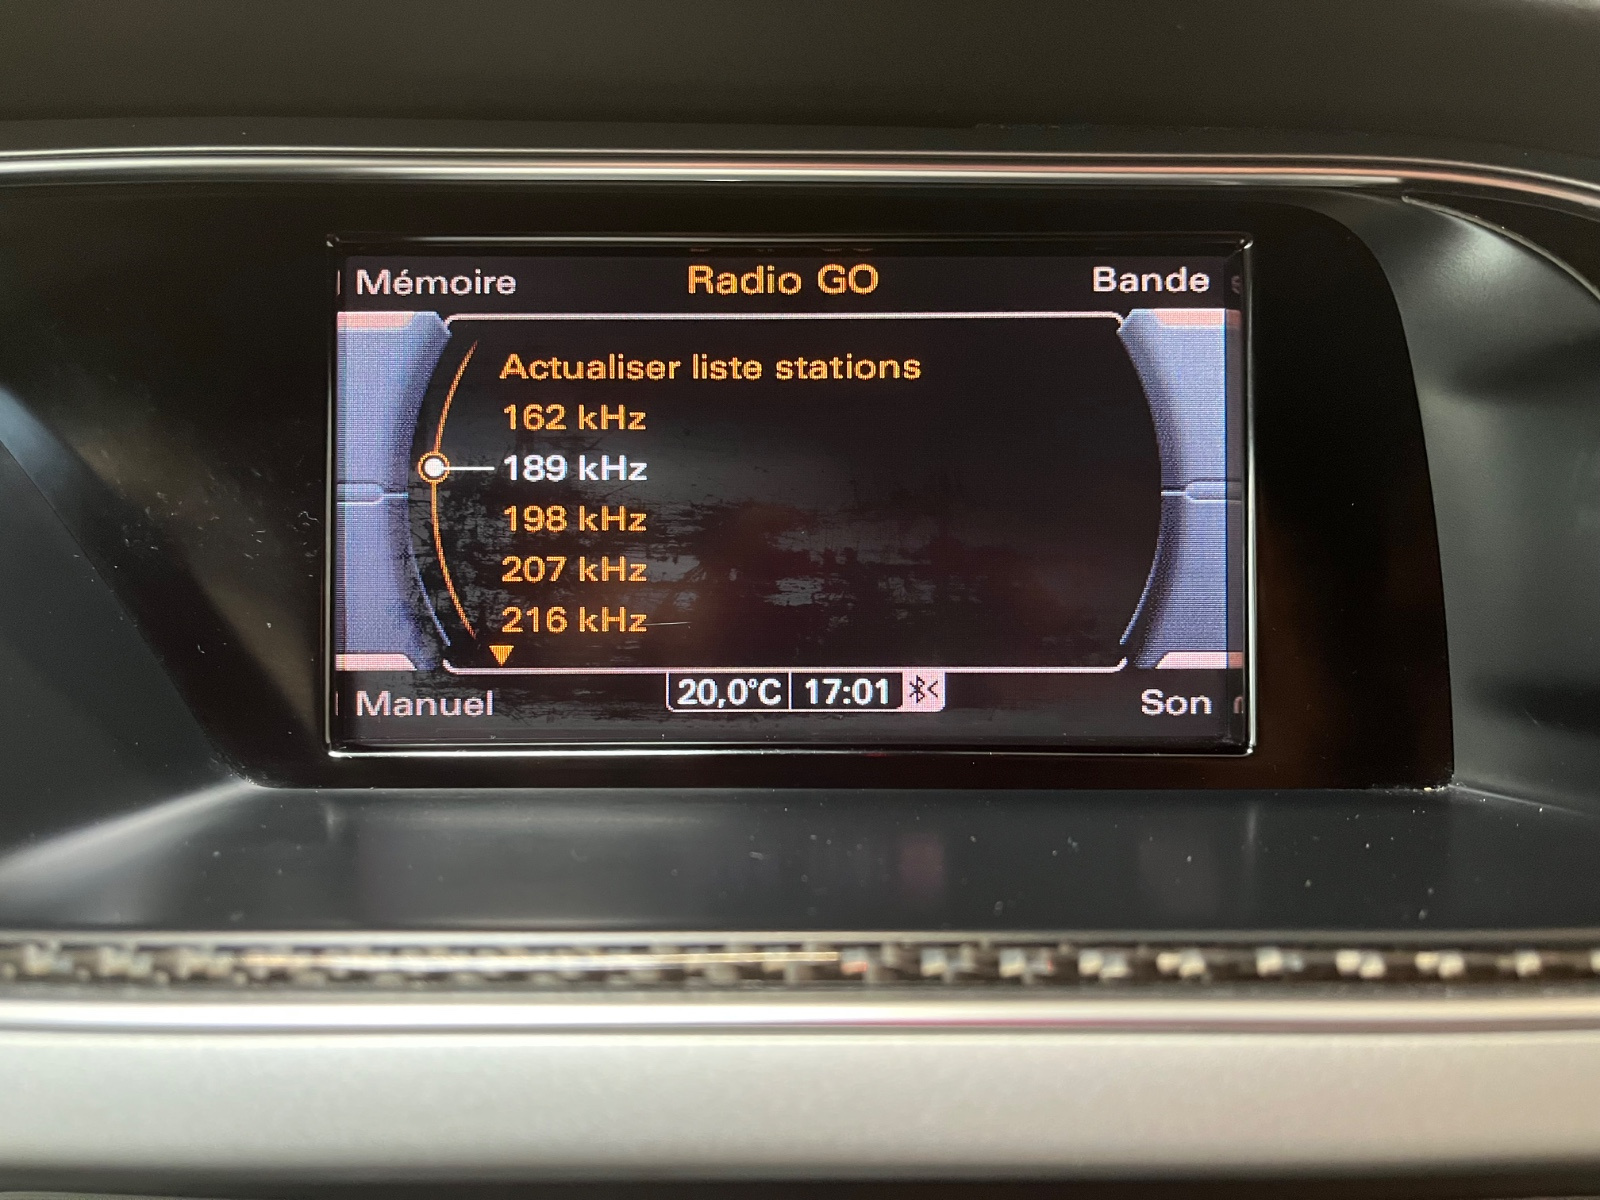 Mémoire Radio GO Bande
Actualiser liste stations
162 kHz
189 kHz
198 kHz
207 kHz
216 kHz
Manuel 20,0°C 17:01 Son